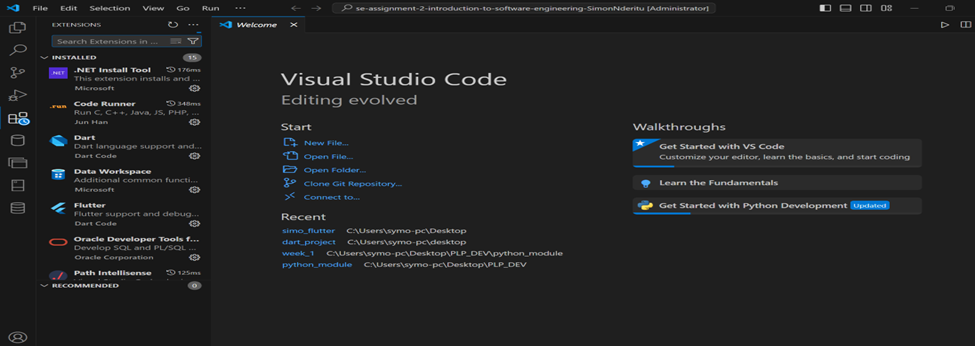 File Edit Selection View Go Run ···
se-assignment-2-introduction-to-software-engineering-SimonNderitu [Administrator]
EXTENSIONS
Welcome
Search Extensions in ...
INSTALLED 15
.NET Install Tool 176ms
This extension installs and ...
Microsoft
Code Runner 348ms
Run C, C++, Java, JS, PHP, ...
Jun Han
Dart
Dart language support and...
Dart Code
Data Workspace
Additional common functi...
Microsoft
Flutter
Flutter support and debug...
Dart Code
Oracle Developer Tools f...
Develop SQL and PL/SQL ...
Oracle Corporation
Path Intellisense 125ms
RECOMMENDED 0
Visual Studio Code
Editing evolved
Start
New File...
Open File...
Open Folder...
Clone Git Repository...
Connect to...
Recent
simo_flutter C:\Users\symo-pc\Desktop
dart_project C:\Users\symo-pc\desktop
week_1 C:\Users\symo-pc\Desktop\PLP_DEV\python_module
python_module C:\Users\symo-pc\Desktop\PLP_DEV
Walkthroughs
Get Started with VS Code
Customize your editor, learn the basics, and start coding
Learn the Fundamentals
Get Started with Python Development Updated